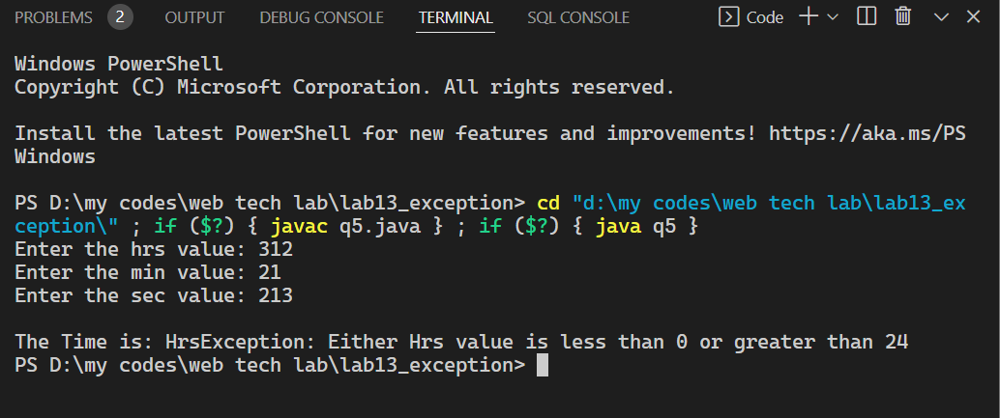 PROBLEMS 2 OUTPUT DEBUG CONSOLE TERMINAL SQL CONSOLE Code
Windows PowerShell
Copyright (C) Microsoft Corporation. All rights reserved.
Install the latest PowerShell for new features and improvements! https://aka.ms/PS
Windows
PS D:\my codes\web tech lab\lab13_exception> cd "d:\my codes\web tech lab\lab13_ex
ception\" ; if ($?) { javac q5.java } ; if ($?) { java q5 }
Enter the hrs value: 312
Enter the min value: 21
Enter the sec value: 213
The Time is: HrsException: Either Hrs value is less than 0 or greater than 24
PS D:\my codes\web tech lab\lab13_exception>